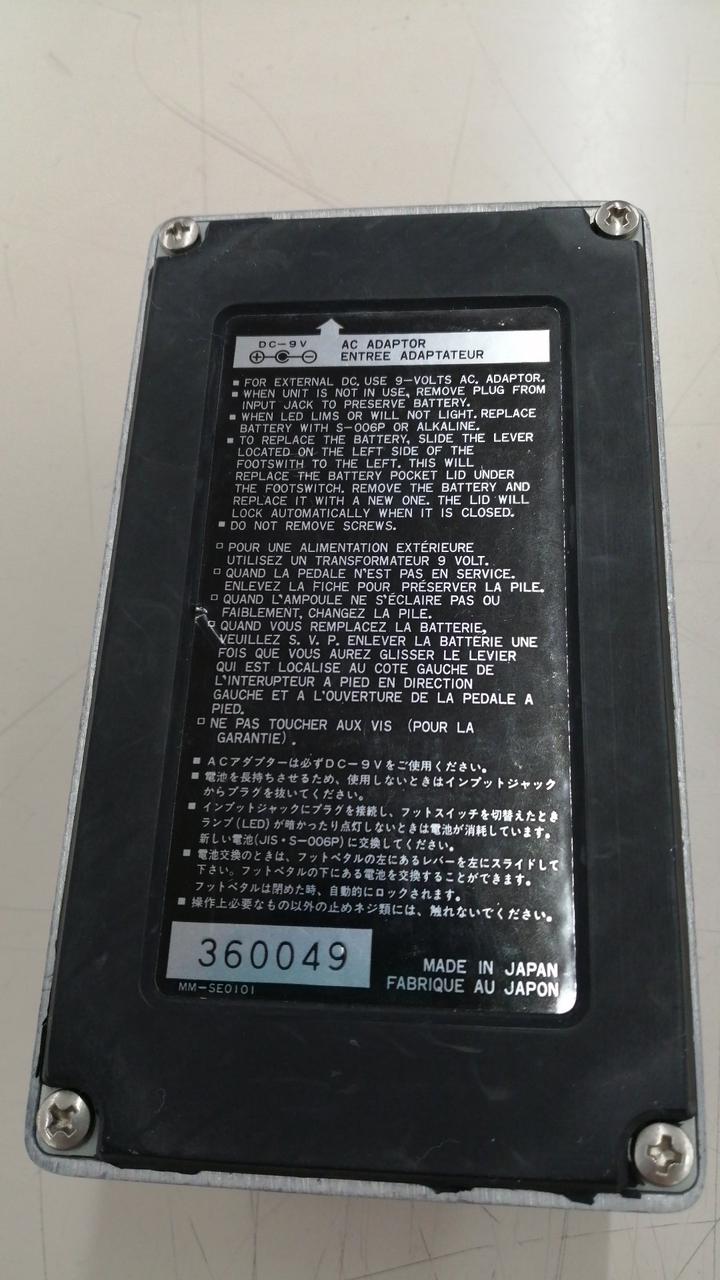 DC-9V
AC ADAPTOR
ENTREE ADAPTATEUR
■ FOR EXTERNAL DC, USE 9-VOLTS AC. ADAPTOR.
■ WHEN UNIT IS NOT IN USE, REMOVE PLUG FROM
INPUT JACK TO PRESERVE BATTERY.
■ WHEN LED LIMS OR WILL NOT LIGHT. REPLACE
BATTERY WITH S-006P OR ALKALINE.
■ TO REPLACE THE BATTERY, SLIDE THE LEVER
LOCATED ON THE LEFT SIDE OF THE
FOOTSWITH TO THE LEFT. THIS WILL
REPLACE THE BATTERY POCKET LID UNDER
THE FOOTSWITCH. REMOVE THE BATTERY AND
REPLACE IT WITH A NEW ONE. THE LID WILL
LOCK AUTOMATICALLY WHEN IT IS CLOSED.
■ DO NOT REMOVE SCREWS.
□ POUR UNE ALIMENTATION EXTÉRIEURE
UTILISEZ UN TRANSFORMATEUR 9 VOLT.
□ QUAND LA PEDALE N'EST PAS EN SERVICE.
ENLEVEZ LA FICHE POUR PRÉSERVER LA PILE.
□ QUAND L'AMPOULE NE S'ÉCLAIRE PAS OU
FAIBLEMENT, CHANGEZ LA PILE.
□ QUAND VOUS REMPLACEZ LA BATTERIE,
VEUILLEZ S. V. P. ENLEVER LA BATTERIE UNE
FOIS QUE VOUS AUREZ GLISSER LE LEVIER
QUI EST LOCALISE AU COTE GAUCHE DE
L'INTERUPTEUR A PIED EN DIRECTION
GAUCHE ET A L'OUVERTURE DE LA PEDALE A
PIED.
□ NE PAS TOUCHER AUX VIS (POUR LA
GARANTIE).
■ ACアダプターは必ずDC-9Vをご使用ください。
■ 電池を長持ちさせるため、使用しないときはインプットジャック
からプラグを抜いてください。
■ インプットジャックにプラグを接続し、フットスイッチを切替えたとき
ランプ(LED)が暗かったり点灯しないときは電池が消耗しています。
新しい電池(JIS・S-006P)に交換してください。
■ 電池交換のときは、フットペタルの左にあるレバーを左にスライドして
下さい。フットペタルの下にある電池を交換することができます。
フットペタルは閉めた時、自動的にロックされます。
■ 操作上必要なもの以外の止めネジ類には、触れないでください。
360049
MM-SE0101
MADE IN JAPAN
FABRIQUE AU JAPON